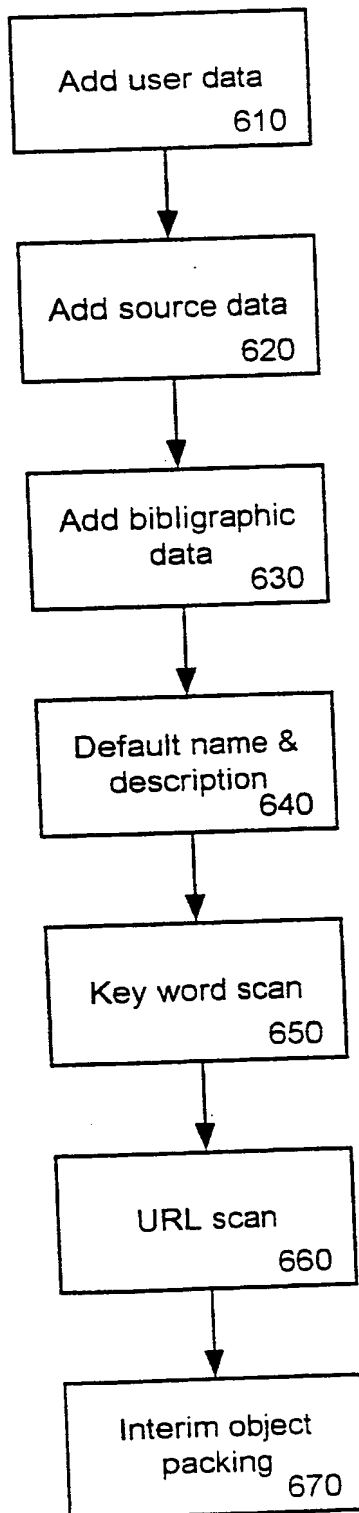 Add user data
610
Add source data
620
Add bibligraphic
data
630
Default name &
description
640
Key word scan
650
URL scan
660
Interim object
packing
670